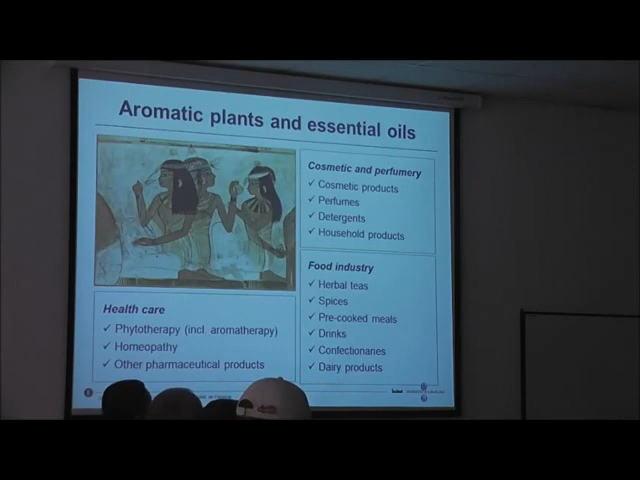 Aromatic plants and essential oils
Cosmetic and perfumery
✓ Cosmetic products
✓ Perfumes
✓ Detergents
✓ Household products
Food industry
✓ Herbal teas
✓ Spices
✓ Pre-cooked meals
✓ Drinks
✓ Confectionaries
✓ Dairy products
Health care
✓ Phytotherapy (incl. aromatherapy)
✓ Homeopathy
✓ Other pharmaceutical products